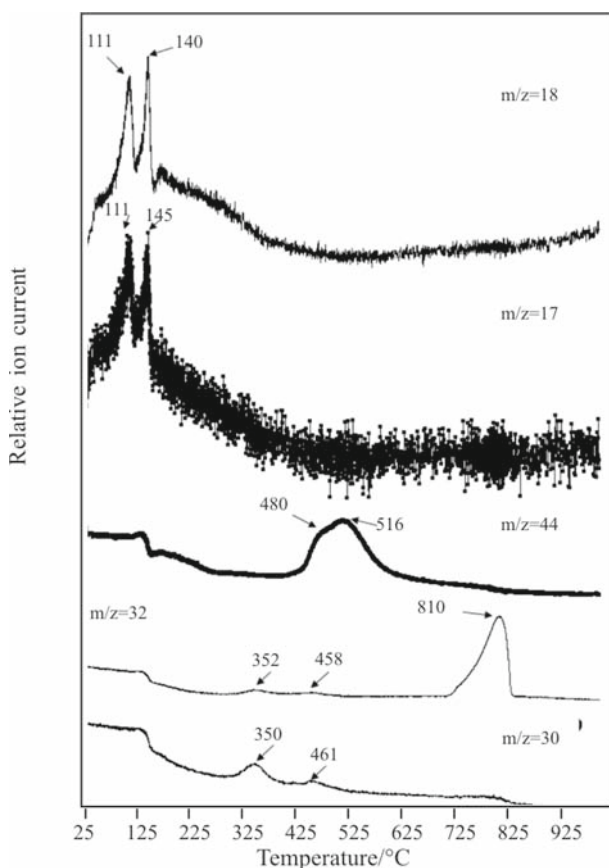 111
140
m/z=18
111
145
m/z=17
480
516
m/z=44
m/z=32
810
352
458
350
461
m/z=30
Relative ion current
25 125 225 325 425 525 625 725 825 925
Temperature/°C